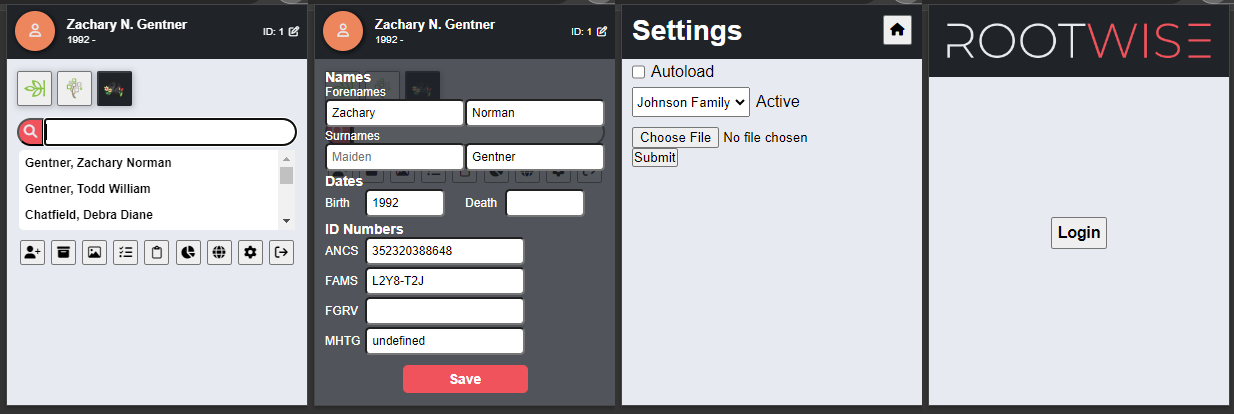 Zachary N. Gentner
1992 -
ID: 1
Gentner, Zachary Norman
Gentner, Todd William
Chatfield, Debra Diane
Zachary N. Gentner
1992 -
ID: 1
Names
Forenames
Zachary Norman
Surnames
Maiden Gentner
Dates
Birth 1992 Death
ID Numbers
ANCS 352320388648
FAMS L2Y8-T2J
FGRV
MHTG undefined
Save
Settings
Autoload
Johnson Family Active
Choose File No file chosen
Submit
ROOTWISE
Login